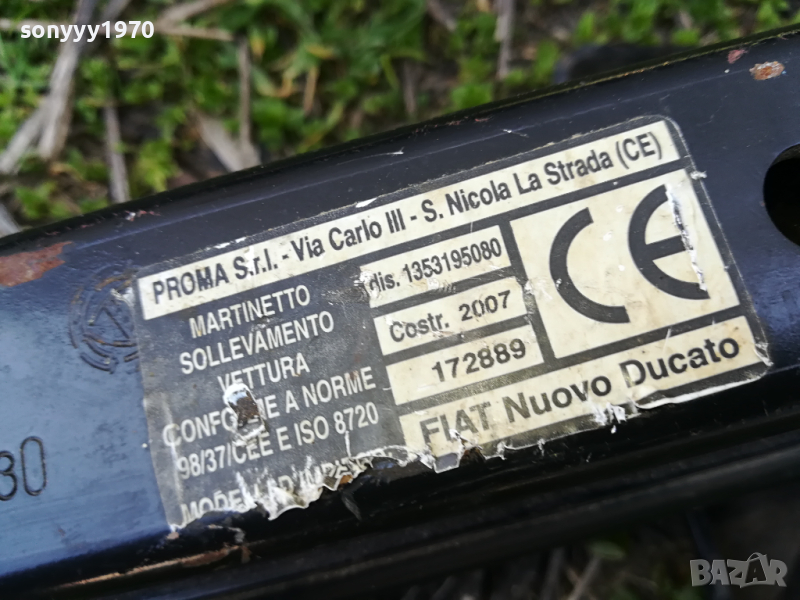 sonyyy1970
PROMA S.r.l. - Via Carlo III - S. Nicola La Strada (CE)
MARTINETTO
SOLLEVAMENTO
VETTURA
CONFORME A NORME
98/37/CEE E ISO 8720
dis. 1353195080
Costr. 2007
172889
CE
FIAT Nuovo Ducato
30
BAZAR